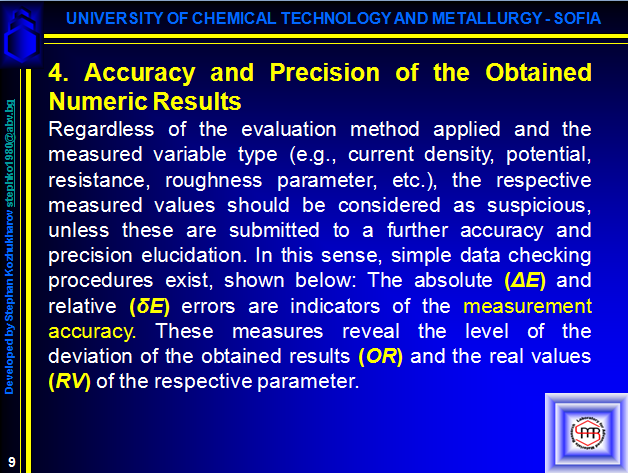 UNIVERSITY OF CHEMICAL TECHNOLOGY AND METALLURGY - SOFIA
4. Accuracy and Precision of the Obtained
Numeric Results
Regardless of the evaluation method applied and the
measured variable type (e.g., current density, potential,
resistance, roughness parameter, etc.), the respective
measured values should be considered as suspicious,
unless these are submitted to a further accuracy and
precision elucidation. In this sense, simple data checking
procedures exist, shown below: The absolute (ΔE) and
relative (δE) errors are indicators of the measurement
accuracy. These measures reveal the level of the
deviation of the obtained results (OR) and the real values
(RV) of the respective parameter.
Developed by Stephan Kozhukharov stephko1980@abv.bg
9